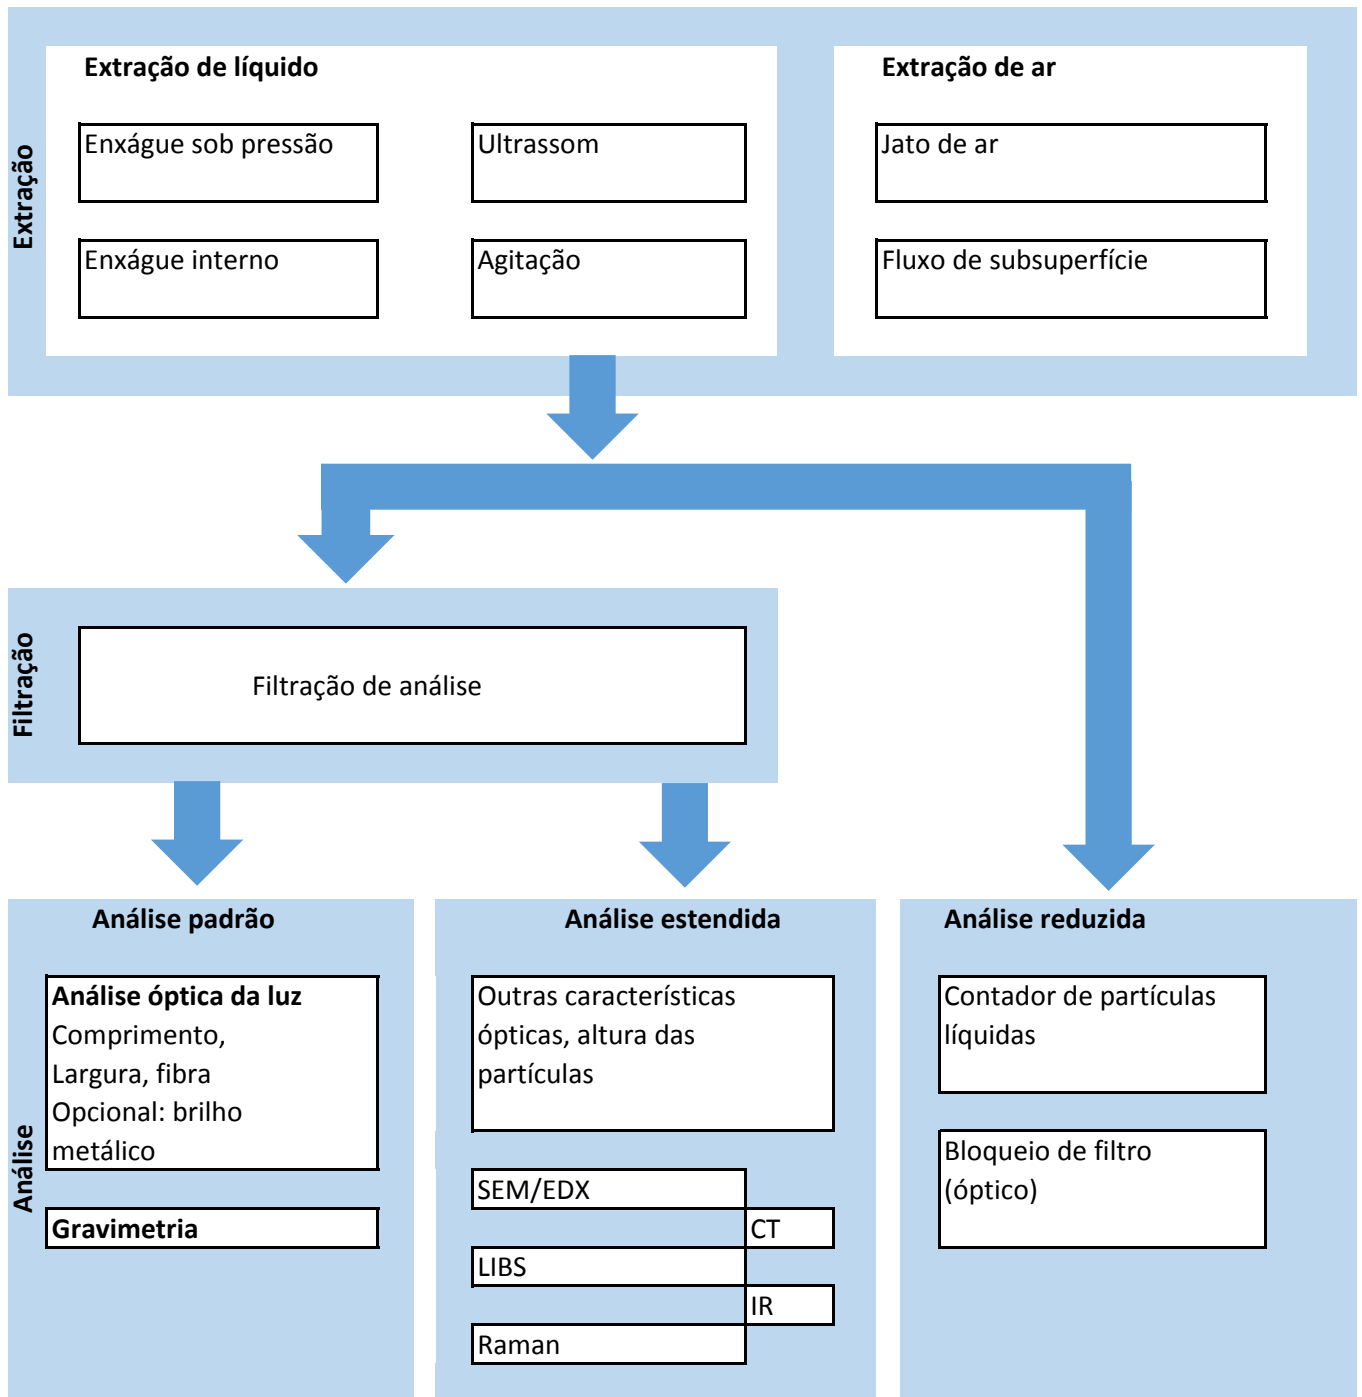 Extração
Extração de líquido
Enxágue sob pressão
Ultrassom
Enxágue interno
Agitação
Extração de ar
Jato de ar
Fluxo de subsuperfície
Filtração
Filtração de análise
Análise
Análise padrão
Análise óptica da luz
Comprimento,
Largura, fibra
Opcional: brilho
metálico
Gravimetria
Análise estendida
Outras característícas
ópticas, altura das
partículas
SEM/EDX
CT
LIBS
IR
Raman
Análise reduzida
Contador de partículas
líquidas
Bloqueio de filtro
(óptico)